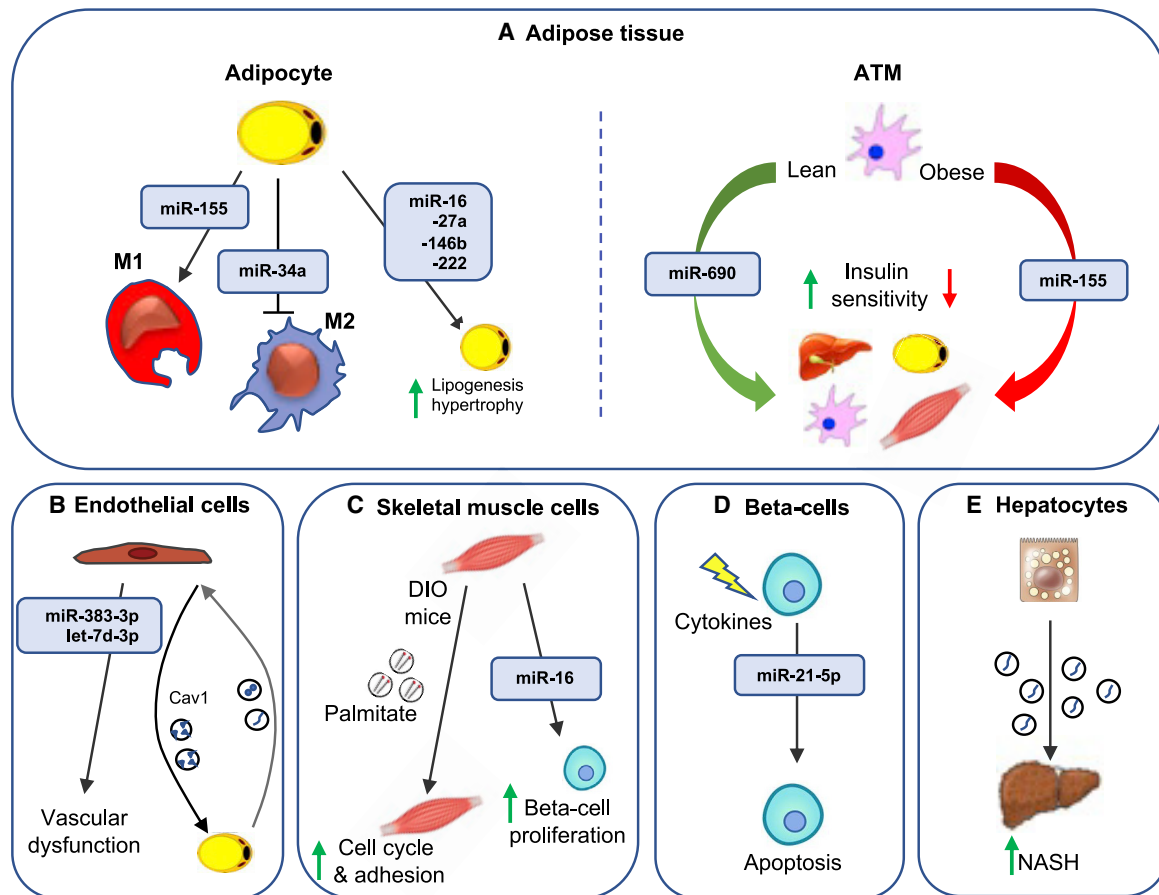 A Adipose tissue
Adipocyte
miR-155
miR-34a
miR-16
-27a
-146b
-222
M1
M2
Lipogenesis
hypertrophy
ATM
Lean
Obese
miR-690
Insulin
sensitivity
miR-155
B Endothelial cells
miR-383-3p
let-7d-3p
Cav1
Vascular
dysfunction
C Skeletal muscle cells
DIO
mice
Palmitate
miR-16
Cell cycle
& adhesion
Beta-cell
proliferation
D Beta-cells
Cytokines
miR-21-5p
Apoptosis
E Hepatocytes
NASH